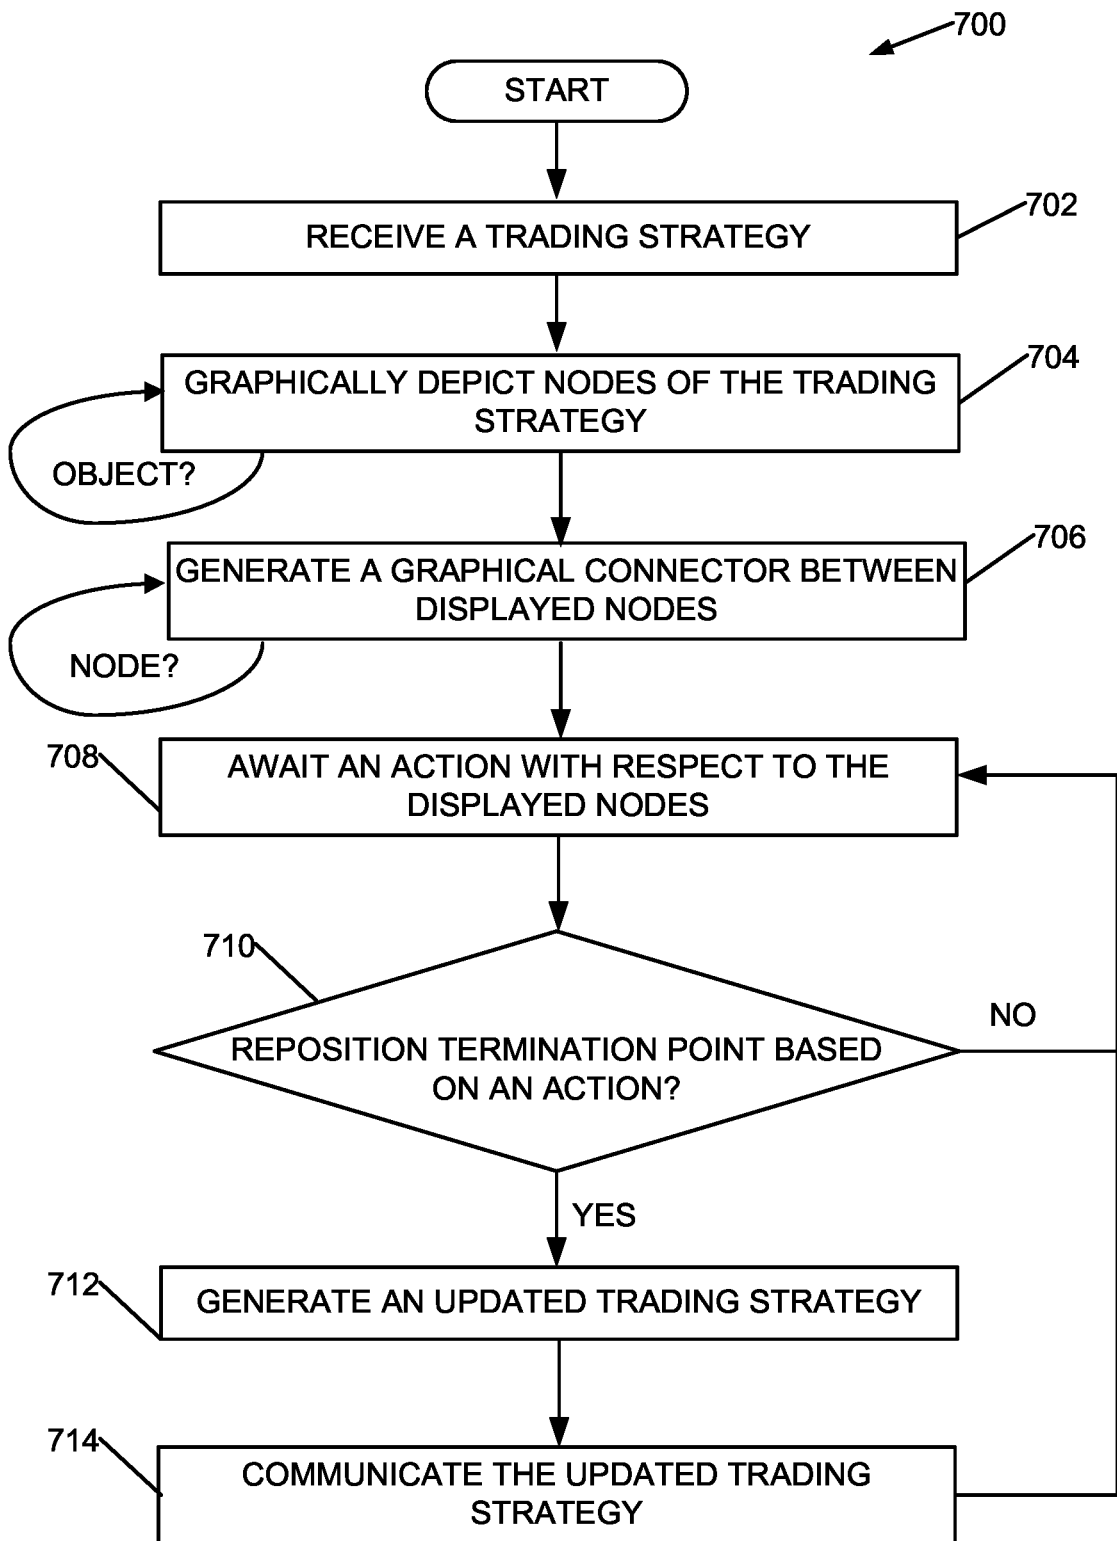 700
START
702
RECEIVE A TRADING STRATEGY
704
GRAPHICALLY DEPICT NODES OF THE TRADING
STRATEGY
OBJECT?
706
GENERATE A GRAPHICAL CONNECTOR BETWEEN
DISPLAYED NODES
NODE?
708
AWAIT AN ACTION WITH RESPECT TO THE
DISPLAYED NODES
710
NO
REPOSITION TERMINATION POINT BASED
ON AN ACTION?
YES
712
GENERATE AN UPDATED TRADING STRATEGY
714
COMMUNICATE THE UPDATED TRADING
STRATEGY